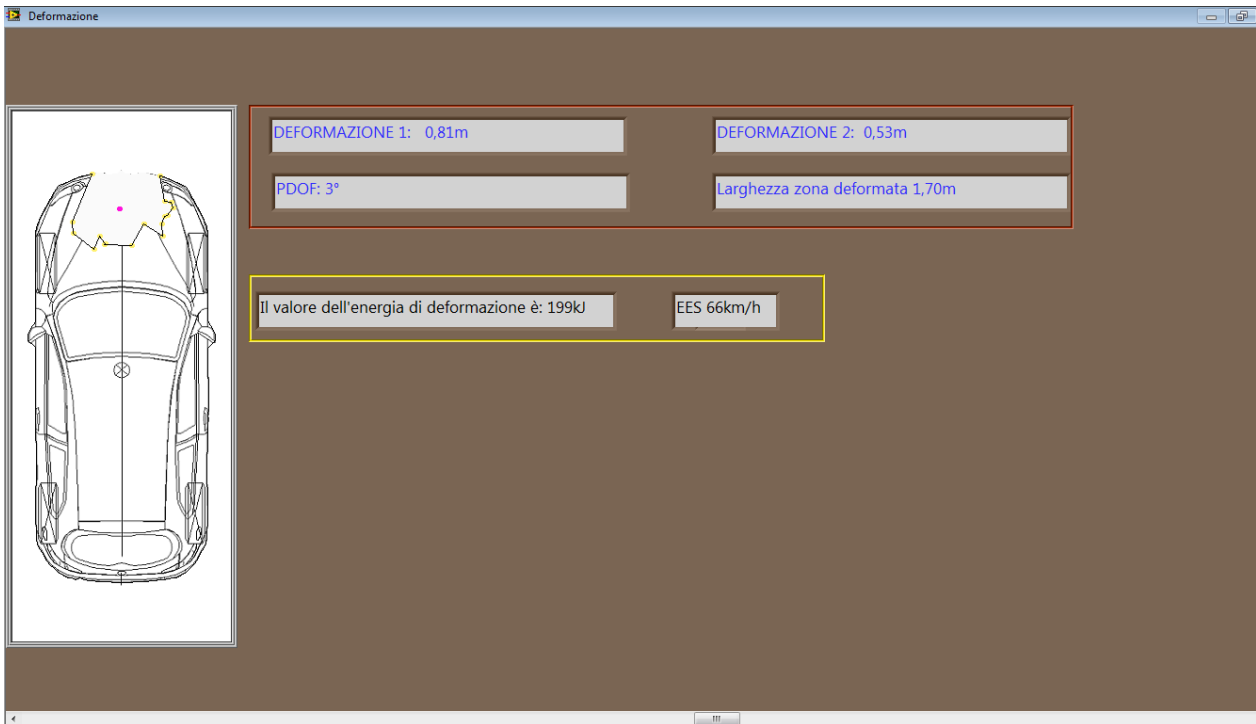 Deformazione
DEFORMAZIONE 1: 0,81m
DEFORMAZIONE 2: 0,53m
PDOF: 3°
Larghezza zona deformata 1,70m
Il valore dell'energia di deformazione è: 199kJ
EES 66km/h